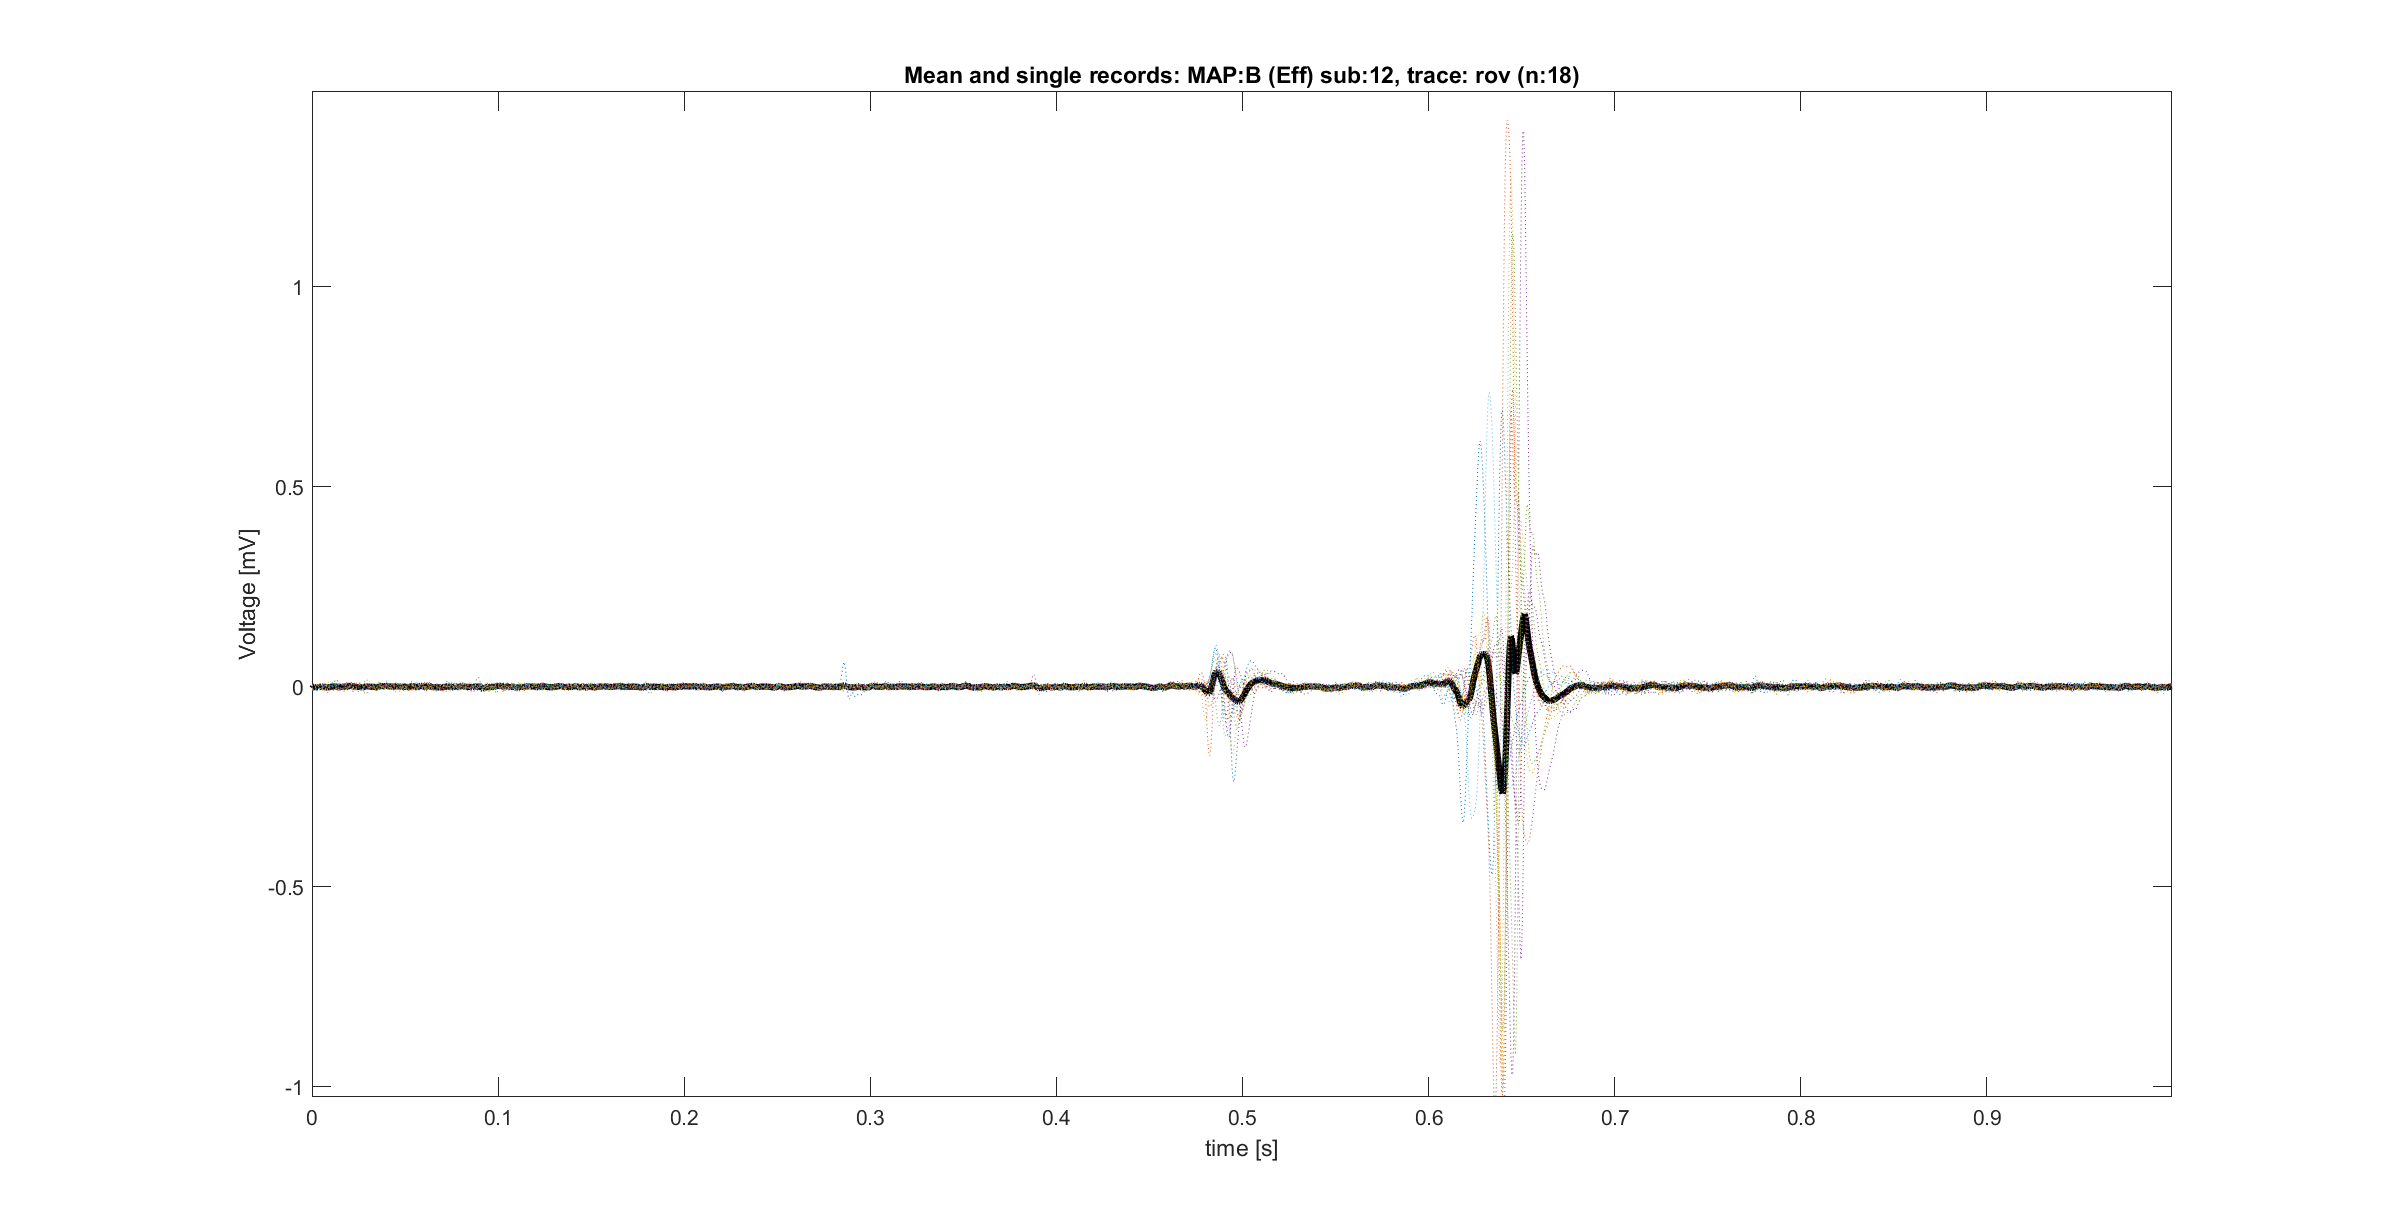 Mean and single records: MAP:B (Eff) sub:12, trace: rov (n:18)
Voltage [mV]
1
0.5
0
-0.5
-1
0 0.1 0.2 0.3 0.4 0.5 0.6 0.7 0.8 0.9
time [s]